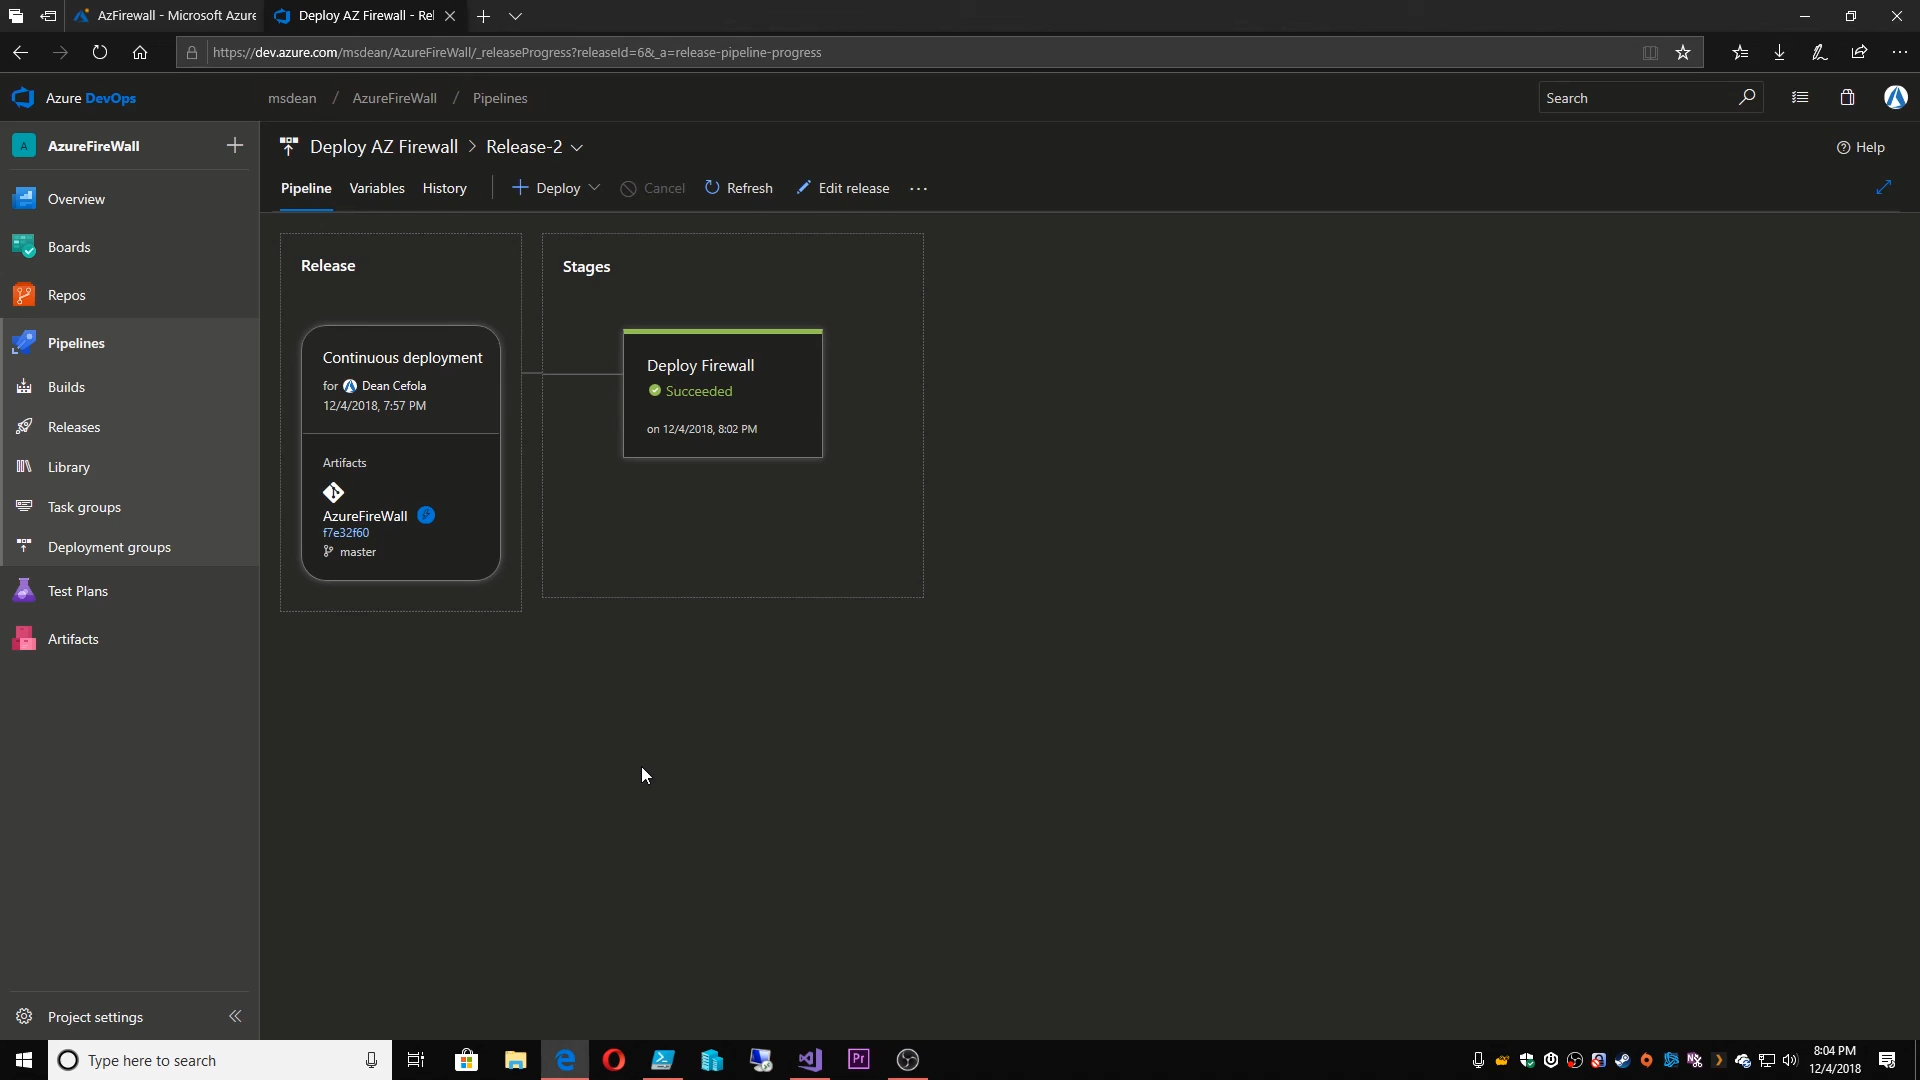 AzFirewall - Microsoft Azure
Deploy AZ Firewall - Rel
https://dev.azure.com/msdean/AzureFireWall/_releaseProgress?releaseId=6&_a=release-pipeline-progress
Azure DevOps
msdean / AzureFireWall / Pipelines
Search
A AzureFireWall
Deploy AZ Firewall > Release-2
Help
Pipeline Variables History Deploy Cancel Refresh Edit release
Overview
Boards
Repos
Pipelines
Builds
Releases
Library
Task groups
Deployment groups
Test Plans
Artifacts
Release
Continuous deployment
for Dean Cefola
12/4/2018, 7:57 PM
Artifacts
AzureFireWall
f7e32f60
master
Stages
Deploy Firewall
Succeeded
on 12/4/2018, 8:02 PM
Project settings
Type here to search
Pr
8:04 PM
12/4/2018